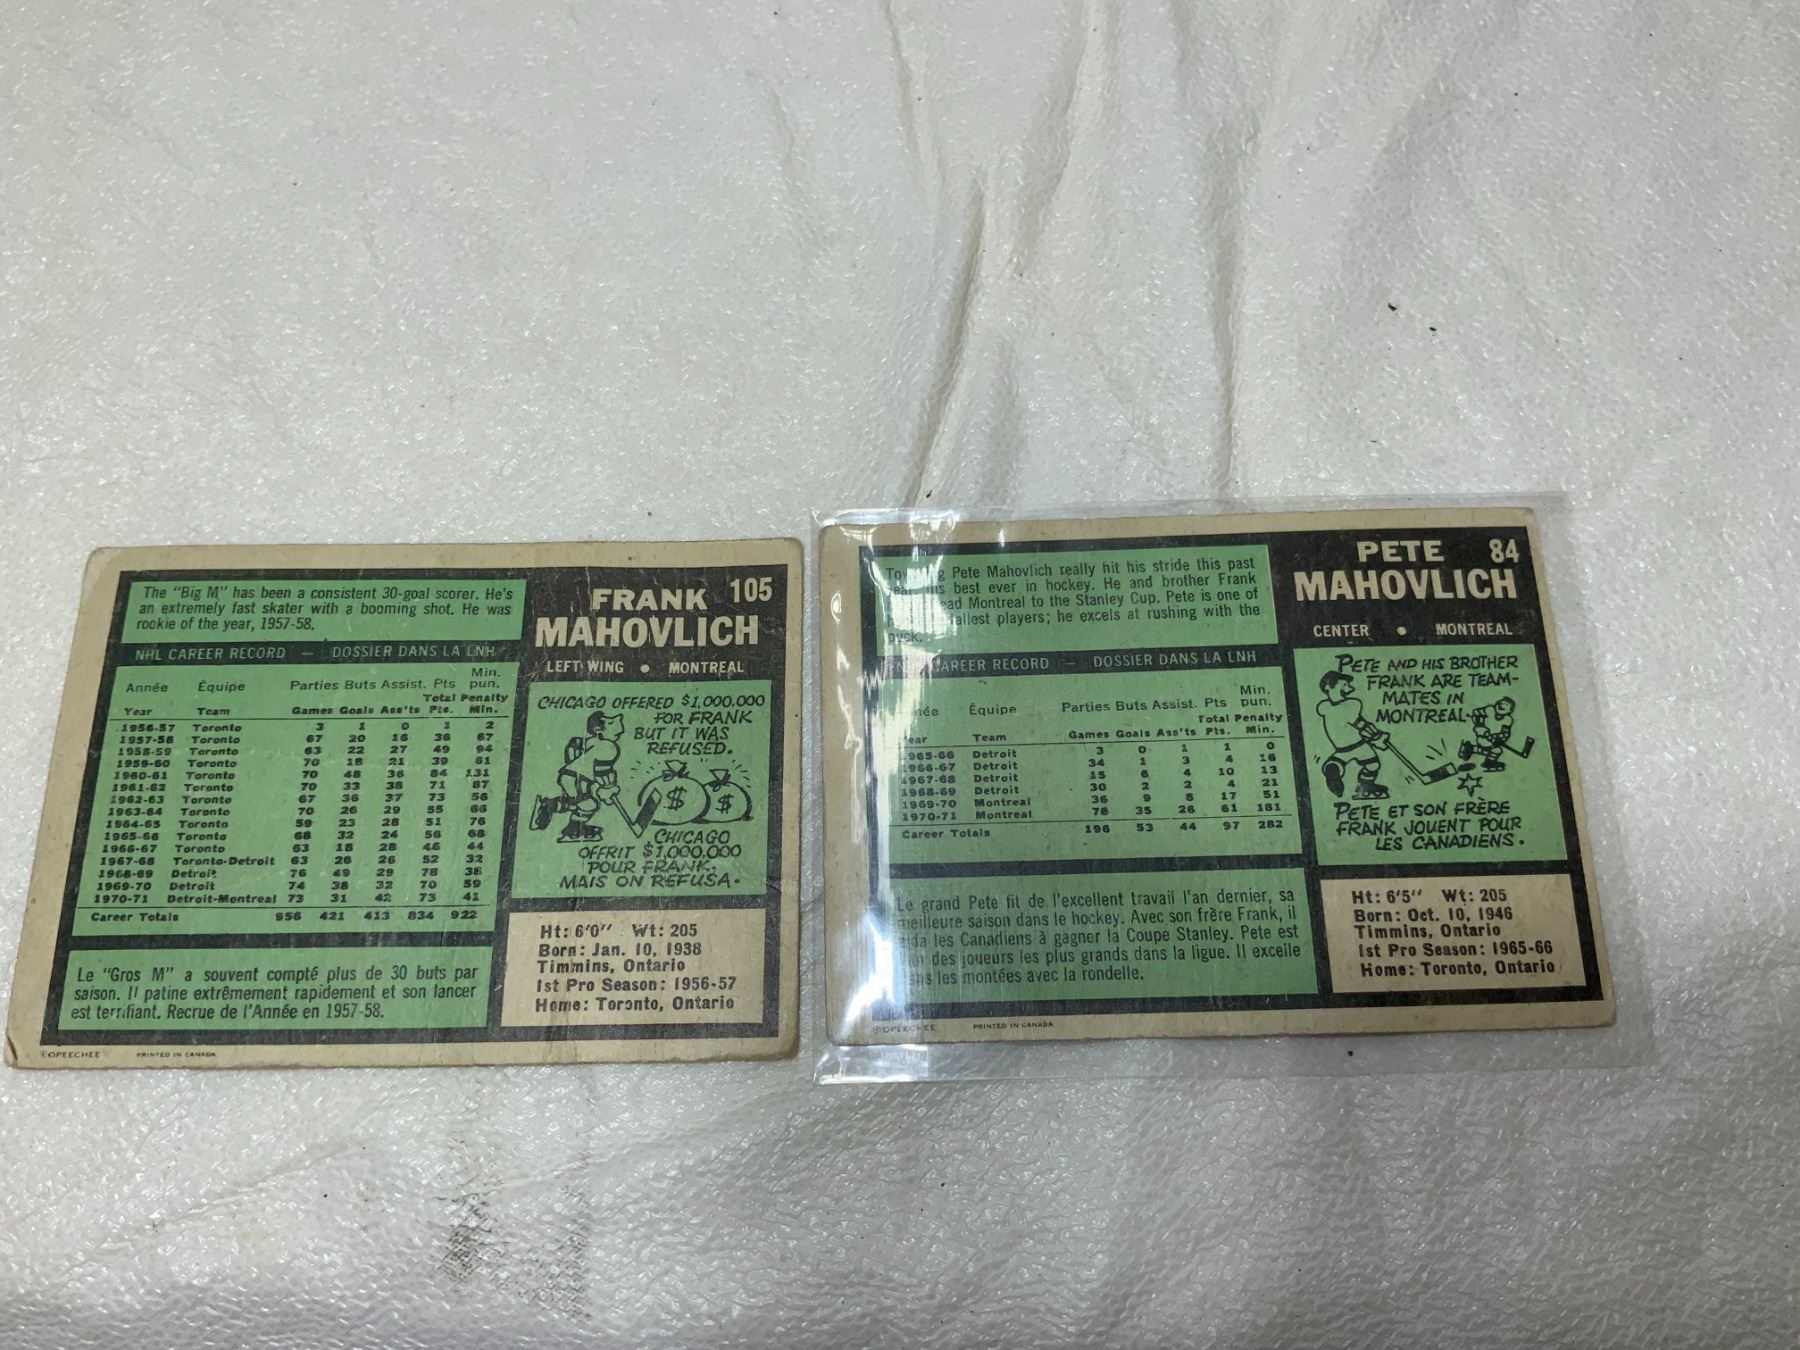 The "Big M" has been a consistent 30-goal scorer. He's
an extremely fast skater with a booming shot. He was
rookie of the year, 1957-58.
FRANK 105
MAHOVLICH
LEFT WING • MONTREAL
NHL CAREER RECORD — DOSSIER DANS LA LNH
Année Équipe Parties Buts Assist. Pts Min. pun.
Year Team Games Goals Ass'ts Total Pts. Penalty Min.
1956-57 Toronto 3 1 0 1 2
1957-58 Toronto 67 20 16 36 67
1958-59 Toronto 63 22 27 49 94
1959-60 Toronto 70 18 21 39 61
1960-61 Toronto 70 48 36 84 131
1961-62 Toronto 70 33 38 71 87
1962-63 Toronto 67 36 37 73 56
1963-64 Toronto 70 26 29 55 66
1964-65 Toronto 59 23 28 51 76
1965-66 Toronto 68 32 24 56 68
1966-67 Toronto 63 18 28 46 44
1967-68 Toronto-Detroit 63 26 26 52 32
1968-69 Detroit 76 49 29 78 38
1969-70 Detroit 74 38 32 70 59
1970-71 Detroit-Montreal 73 31 42 73 41
Career Totals 956 421 413 834 922
CHICAGO OFFERED $1,000,000
FOR FRANK
BUT IT WAS
REFUSED.
$ $
CHICAGO
OFFRIT $1,000,000
POUR FRANK.
MAIS ON REFUSA.
Le "Gros M" a souvent compté plus de 30 buts par
saison. Il patine extrêmement rapidement et son lancer
est terrifiant. Recrue de l'Année en 1957-58.
Ht: 6'0" Wt: 205
Born: Jan. 10, 1938
Timmins, Ontario
1st Pro Season: 1956-57
Home: Toronto, Ontario
©OPEECHEE PRINTED IN CANADA
Pete Mahovlich really hit his stride this past
his best ever in hockey. He and brother Frank
Montreal to the Stanley Cup. Pete is one of
tallest players; he excels at rushing with the
puck.
PETE 84
MAHOVLICH
CENTER • MONTREAL
CAREER RECORD — DOSSIER DANS LA LNH
Équipe Parties Buts Assist. Pts Min. pun.
Team Games Goals Ass'ts Total Pts. Penalty Min.
1965-66 Detroit 3 0 1 1 0
1966-67 Detroit 34 1 3 4 16
1967-68 Detroit 15 6 4 10 13
1968-69 Detroit 30 2 2 4 21
1969-70 Montreal 36 9 8 17 51
1970-71 Montreal 78 35 26 61 181
Career Totals 196 53 44 97 282
PETE AND HIS BROTHER
FRANK ARE TEAM-
MATES IN
MONTREAL
PETE ET SON FRÈRE
FRANK JOUENT POUR
LES CANADIENS.
Le grand Pete fit de l'excellent travail l'an dernier, sa
meilleure saison dans le hockey. Avec son frère Frank, il
aida les Canadiens à gagner la Coupe Stanley. Pete est
des joueurs les plus grands dans la ligue. Il excelle
les montées avec la rondelle.
Ht: 6'5" Wt: 205
Born: Oct. 10, 1946
Timmins, Ontario
1st Pro Season: 1965-66
Home: Toronto, Ontario
©OPEECHEE PRINTED IN CANADA